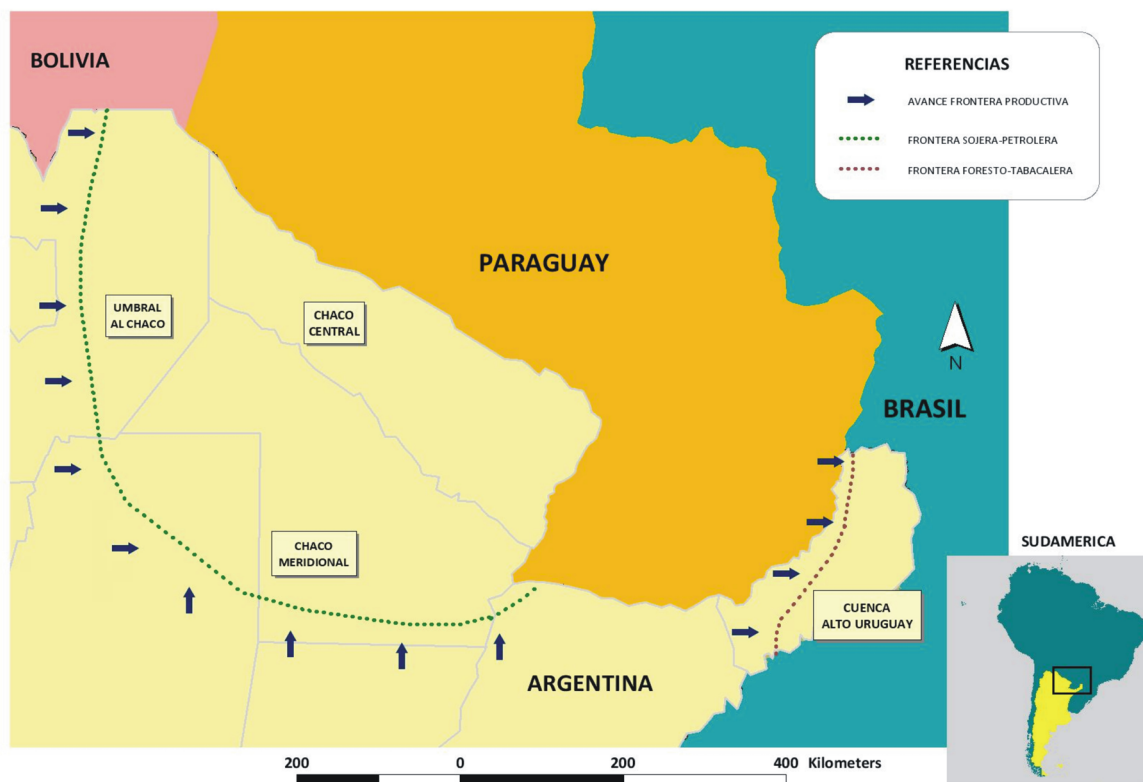 BOLIVIA
REFERENCIAS
AVANCE FRONTERA PRODUCTIVA
FRONTERA SOJERA-PETROLERA
FRONTERA FORESTO-TABACALERA
PARAGUAY
UMBRAL
AL CHACO
CHACO
CENTRAL
N
BRASIL
CHACO
MERIDIONAL
SUDAMERICA
CUENCA
ALTO URUGUAY
ARGENTINA
200 0 200 400 Kilometers